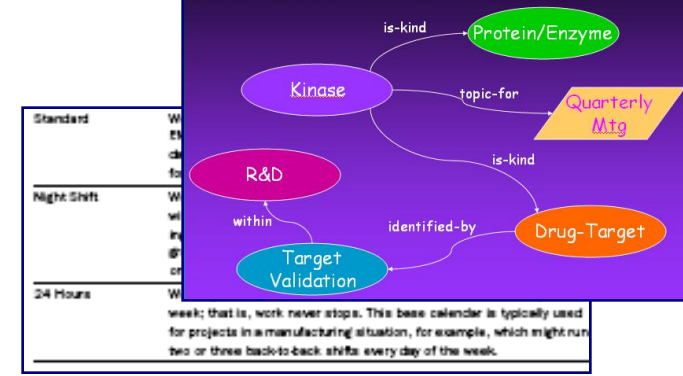 is-kind
Protein/Enzyme
Kinase
topic-for
Quarterly
Mtg
is-kind
R&D
within
identified-by
Drug-Target
Target
Validation
Standard
Night Shift
24 Hours
week; that is, work never stops. This base calendar is typically used
for projects in a manufacturing situation, for example, which might run
two or three back-to-back shifts every day of the week.